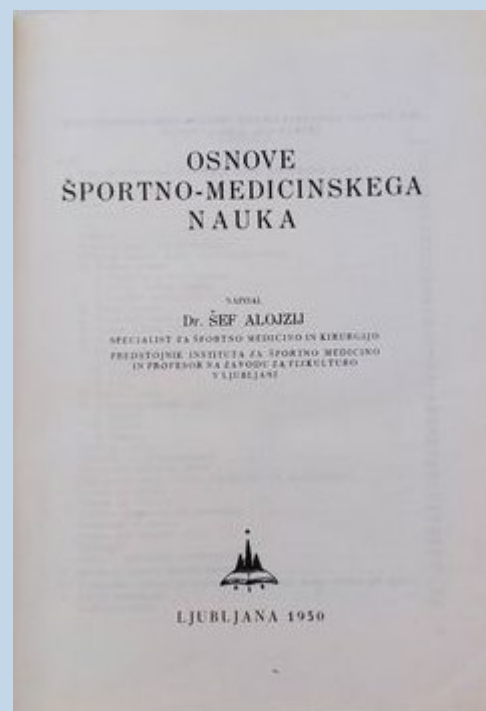 OSNOVE
ŠPORTNO-MEDICINSKEGA
NAUKA
NAPISAL
Dr. ŠEF ALOJZIJ
SPECIALIST ZA ŠPORTNO MEDICINO IN KIRURGIJO
PREDSTOJNIK INSTITUTA ZA ŠPORTNO MEDICINO
IN PROFESOR NA ZAVODU ZA FIZKULTURO
V LJUBLJANI
LJUBLJANA 1950